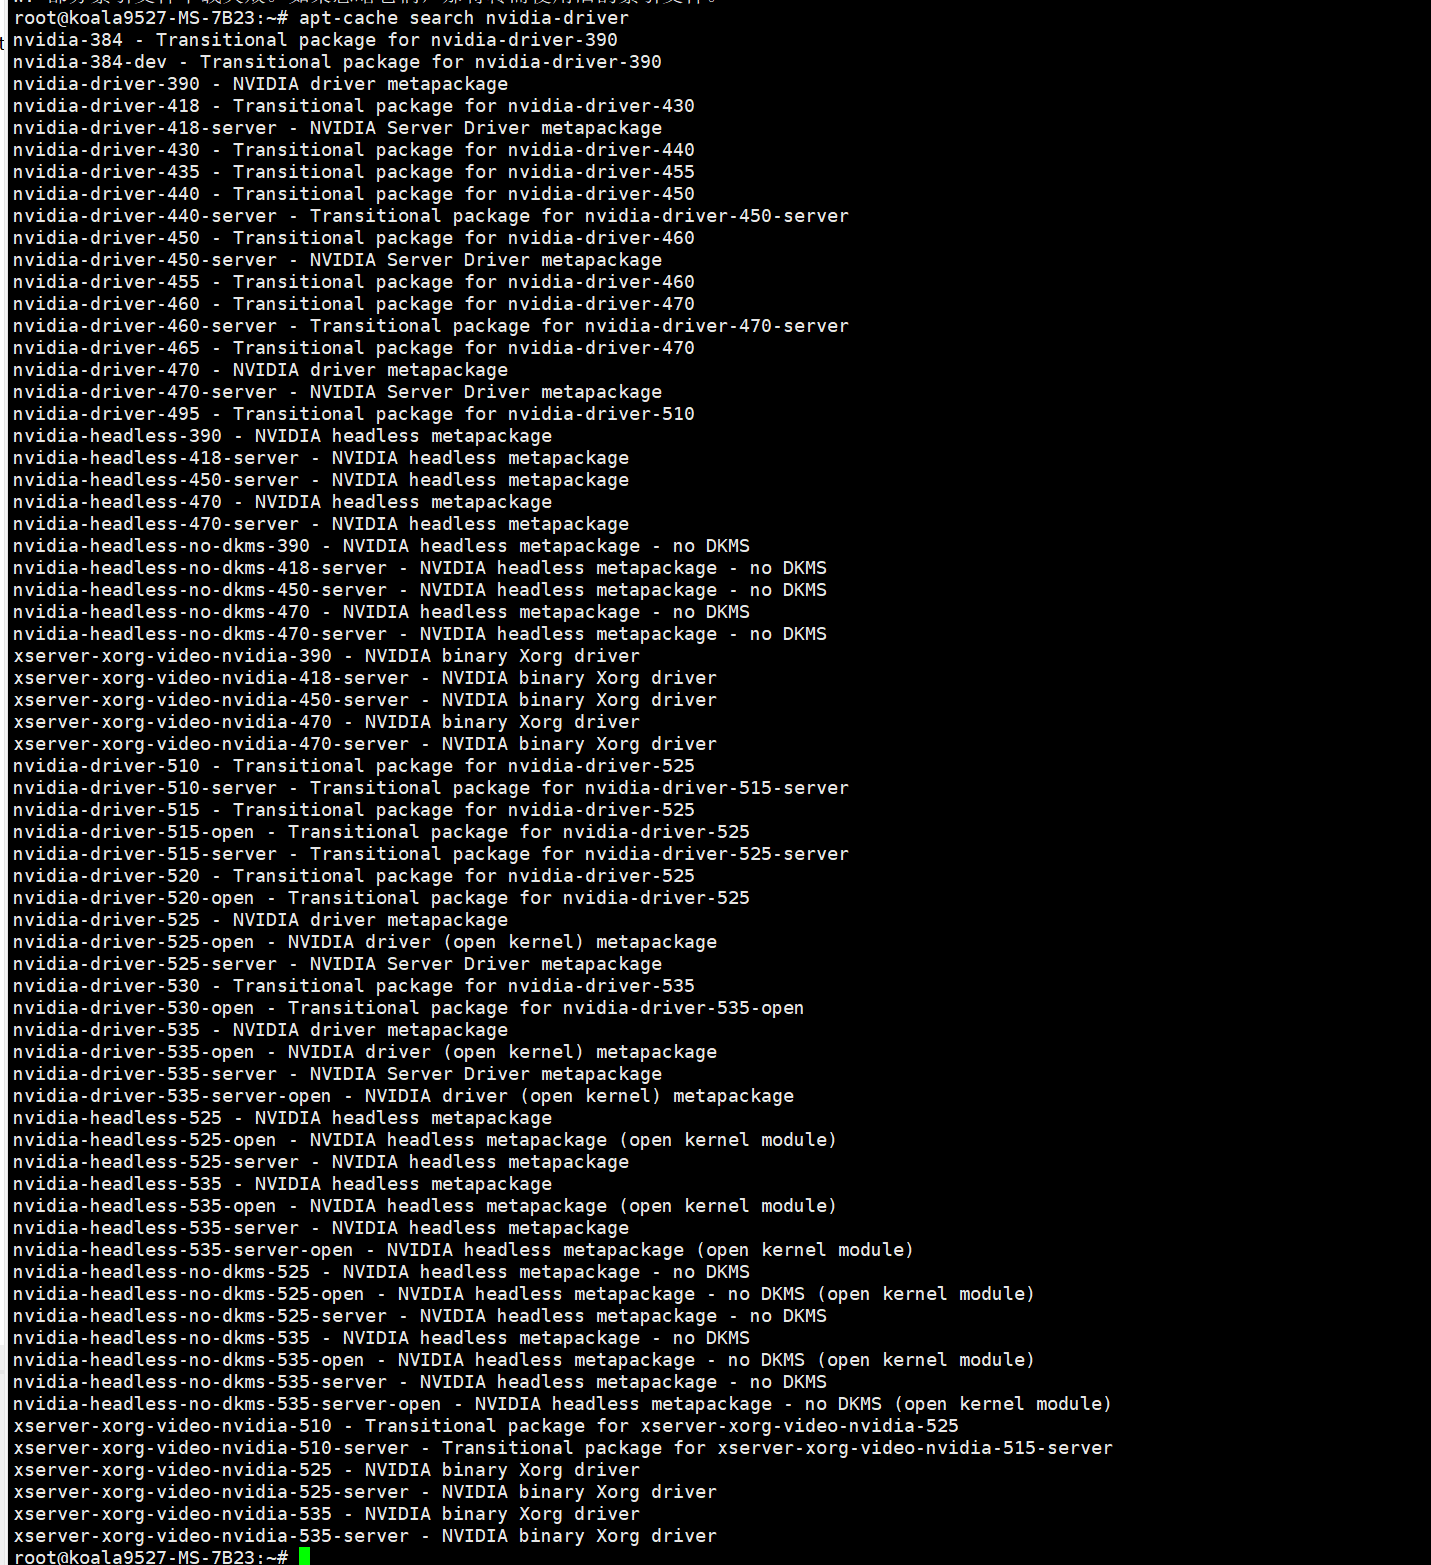 root@koala9527-MS-7B23:~# apt-cache search nvidia-driver
nvidia-384 - Transitional package for nvidia-driver-390
nvidia-384-dev - Transitional package for nvidia-driver-390
nvidia-driver-390 - NVIDIA driver metapackage
nvidia-driver-418 - Transitional package for nvidia-driver-430
nvidia-driver-418-server - NVIDIA Server Driver metapackage
nvidia-driver-430 - Transitional package for nvidia-driver-440
nvidia-driver-435 - Transitional package for nvidia-driver-455
nvidia-driver-440 - Transitional package for nvidia-driver-450
nvidia-driver-440-server - Transitional package for nvidia-driver-450-server
nvidia-driver-450 - Transitional package for nvidia-driver-460
nvidia-driver-450-server - NVIDIA Server Driver metapackage
nvidia-driver-455 - Transitional package for nvidia-driver-460
nvidia-driver-460 - Transitional package for nvidia-driver-470
nvidia-driver-460-server - Transitional package for nvidia-driver-470-server
nvidia-driver-465 - Transitional package for nvidia-driver-470
nvidia-driver-470 - NVIDIA driver metapackage
nvidia-driver-470-server - NVIDIA Server Driver metapackage
nvidia-driver-495 - Transitional package for nvidia-driver-510
nvidia-headless-390 - NVIDIA headless metapackage
nvidia-headless-418-server - NVIDIA headless metapackage
nvidia-headless-450-server - NVIDIA headless metapackage
nvidia-headless-470 - NVIDIA headless metapackage
nvidia-headless-470-server - NVIDIA headless metapackage
nvidia-headless-no-dkms-390 - NVIDIA headless metapackage - no DKMS
nvidia-headless-no-dkms-418-server - NVIDIA headless metapackage - no DKMS
nvidia-headless-no-dkms-450-server - NVIDIA headless metapackage - no DKMS
nvidia-headless-no-dkms-470 - NVIDIA headless metapackage - no DKMS
nvidia-headless-no-dkms-470-server - NVIDIA headless metapackage - no DKMS
xserver-xorg-video-nvidia-390 - NVIDIA binary Xorg driver
xserver-xorg-video-nvidia-418-server - NVIDIA binary Xorg driver
xserver-xorg-video-nvidia-450-server - NVIDIA binary Xorg driver
xserver-xorg-video-nvidia-470 - NVIDIA binary Xorg driver
xserver-xorg-video-nvidia-470-server - NVIDIA binary Xorg driver
nvidia-driver-510 - Transitional package for nvidia-driver-525
nvidia-driver-510-server - Transitional package for nvidia-driver-515-server
nvidia-driver-515 - Transitional package for nvidia-driver-525
nvidia-driver-515-open - Transitional package for nvidia-driver-525
nvidia-driver-515-server - Transitional package for nvidia-driver-525-server
nvidia-driver-520 - Transitional package for nvidia-driver-525
nvidia-driver-520-open - Transitional package for nvidia-driver-525
nvidia-driver-525 - NVIDIA driver metapackage
nvidia-driver-525-open - NVIDIA driver (open kernel) metapackage
nvidia-driver-525-server - NVIDIA Server Driver metapackage
nvidia-driver-530 - Transitional package for nvidia-driver-535
nvidia-driver-530-open - Transitional package for nvidia-driver-535-open
nvidia-driver-535 - NVIDIA driver metapackage
nvidia-driver-535-open - NVIDIA driver (open kernel) metapackage
nvidia-driver-535-server - NVIDIA Server Driver metapackage
nvidia-driver-535-server-open - NVIDIA driver (open kernel) metapackage
nvidia-headless-525 - NVIDIA headless metapackage
nvidia-headless-525-open - NVIDIA headless metapackage (open kernel module)
nvidia-headless-525-server - NVIDIA headless metapackage
nvidia-headless-535 - NVIDIA headless metapackage
nvidia-headless-535-open - NVIDIA headless metapackage (open kernel module)
nvidia-headless-535-server - NVIDIA headless metapackage
nvidia-headless-535-server-open - NVIDIA headless metapackage (open kernel module)
nvidia-headless-no-dkms-525 - NVIDIA headless metapackage - no DKMS
nvidia-headless-no-dkms-525-open - NVIDIA headless metapackage - no DKMS (open kernel module)
nvidia-headless-no-dkms-525-server - NVIDIA headless metapackage - no DKMS
nvidia-headless-no-dkms-535 - NVIDIA headless metapackage - no DKMS
nvidia-headless-no-dkms-535-open - NVIDIA headless metapackage - no DKMS (open kernel module)
nvidia-headless-no-dkms-535-server - NVIDIA headless metapackage - no DKMS
nvidia-headless-no-dkms-535-server-open - NVIDIA headless metapackage - no DKMS (open kernel module)
xserver-xorg-video-nvidia-510 - Transitional package for xserver-xorg-video-nvidia-525
xserver-xorg-video-nvidia-510-server - Transitional package for xserver-xorg-video-nvidia-515-server
xserver-xorg-video-nvidia-525 - NVIDIA binary Xorg driver
xserver-xorg-video-nvidia-525-server - NVIDIA binary Xorg driver
xserver-xorg-video-nvidia-535 - NVIDIA binary Xorg driver
xserver-xorg-video-nvidia-535-server - NVIDIA binary Xorg driver
root@koala9527-MS-7B23:~#